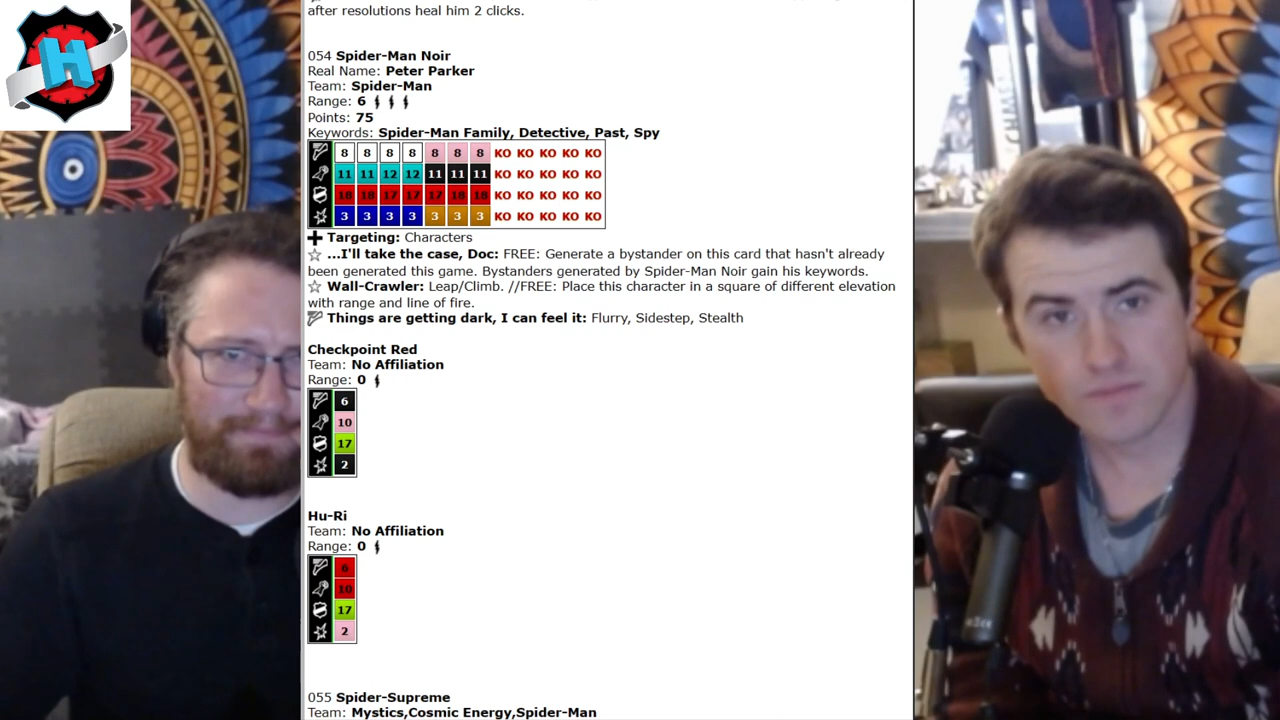 H
after resolutions heal him 2 clicks.
054 Spider-Man Noir
Real Name: Peter Parker
Team: Spider-Man
Range: 6
Points: 75
Keywords: Spider-Man Family, Detective, Past, Spy
8 8 8 8 8 8 8 KO KO KO KO KO
11 11 12 12 11 11 11 KO KO KO KO KO
18 18 17 17 17 18 18 KO KO KO KO KO
3 3 3 3 3 3 3 KO KO KO KO KO
Targeting: Characters
...I'll take the case, Doc: FREE: Generate a bystander on this card that hasn't already
been generated this game. Bystanders generated by Spider-Man Noir gain his keywords.
Wall-Crawler: Leap/Climb. //FREE: Place this character in a square of different elevation
with range and line of fire.
Things are getting dark, I can feel it: Flurry, Sidestep, Stealth
Checkpoint Red
Team: No Affiliation
Range: 0
6
10
17
2
Hu-Ri
Team: No Affiliation
Range: 0
6
10
17
2
055 Spider-Supreme
Team: Mystics,Cosmic Energy,Spider-Man